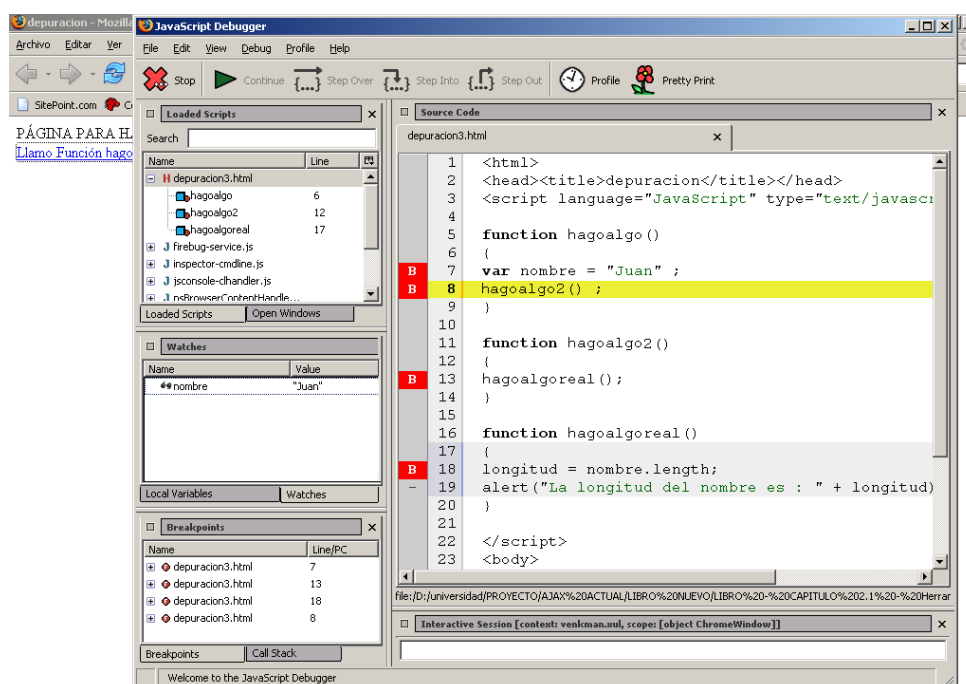 depuracion - Mozilla
JavaScript Debugger
Archivo Editar Ver
File Edit View Debug Profile Help
Stop Continue Step Over Step Into Step Out Profile Pretty Print
SitePoint.com
PÁGINA PARA
Llamo Función
Loaded Scripts
Search
Name Line
depuracion3.html
hagoalgo 6
hagoalgo2 12
hagoalgoreal 17
firebug-service.js
inspector-cmdline.js
jsconsole-clhandler.js
nsBrowserContentHandle...
Loaded Scripts Open Windows
Watches
Name Value
nombre "Juan"
Local Variables Watches
Breakpoints
Name Line/PC
depuracion3.html 7
depuracion3.html 13
depuracion3.html 18
depuracion3.html 8
Breakpoints Call Stack
Source Code
depuracion3.html
1 <html>
2 <head><title>depuracion</title></head>
3 <script language="JavaScript" type="text/javascr
4
5 function hagoalgo()
6 {
B 7 var nombre = "Juan" ;
B 8 hagoalgo2() ;
9 }
10
11 function hagoalgo2()
12 {
B 13 hagoalgoreal();
14 }
15
16 function hagoalgoreal()
17 {
B 18 longitud = nombre.length;
– 19 alert("La longitud del nombre es : " + longitud)
20 }
21
22 </script>
23 <body>
file:/D:/universidad/PROYECTO/AJAX%20ACTUAL/LIBRO%20NUEVO/LIBRO%20-%20CAPITULO%202.1%20-%20Herrar
Interactive Session [context: venkman.xul, scope: [object ChromeWindow]]
Welcome to the JavaScript Debugger